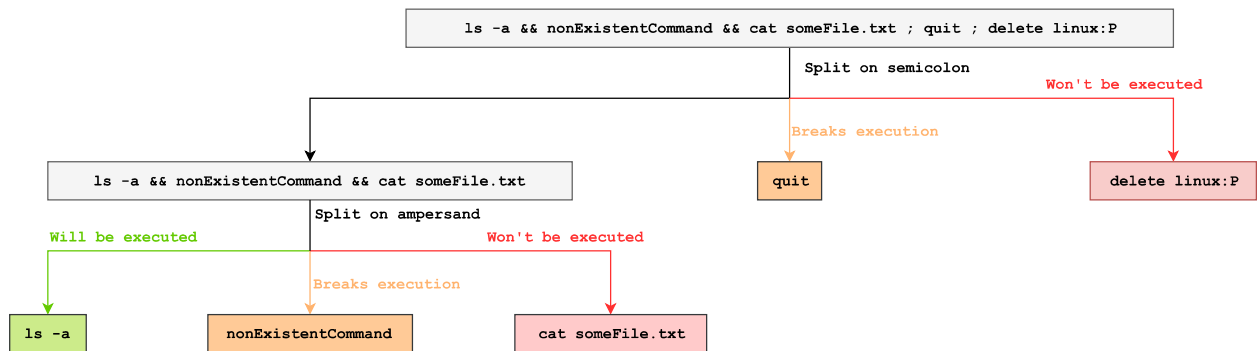 ls -a && nonExistentCommand && cat someFile.txt ; quit ; delete linux:P
Split on semicolon
Won't be executed
Breaks execution
ls -a && nonExistentCommand && cat someFile.txt
quit
delete linux:P
Split on ampersand
Will be executed
Won't be executed
Breaks execution
ls -a
nonExistentCommand
cat someFile.txt